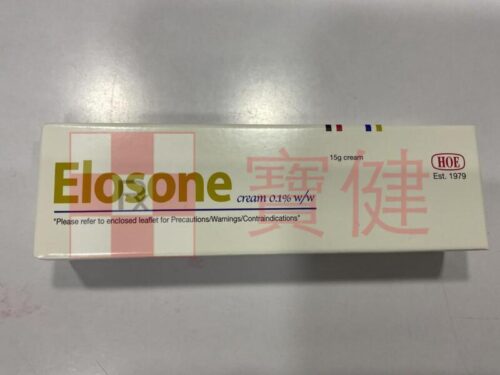 15g cream
HOE
Est. 1979
Elosone
cream 0.1% w/w
"Please refer to enclosed leaflet for Precautions/Warnings/Contraindications"
寶健